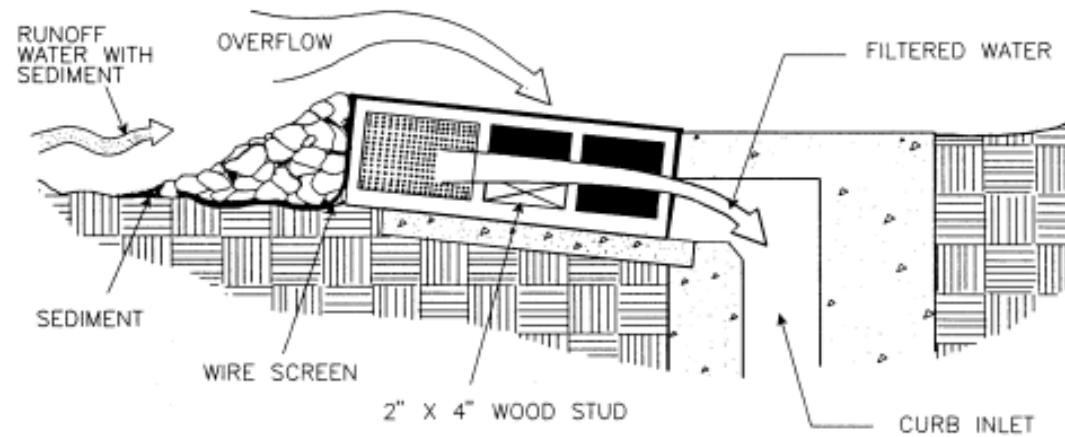 RUNOFF
WATER WITH
SEDIMENT
OVERFLOW
FILTERED WATER
SEDIMENT
WIRE SCREEN
2" X 4" WOOD STUD
CURB INLET